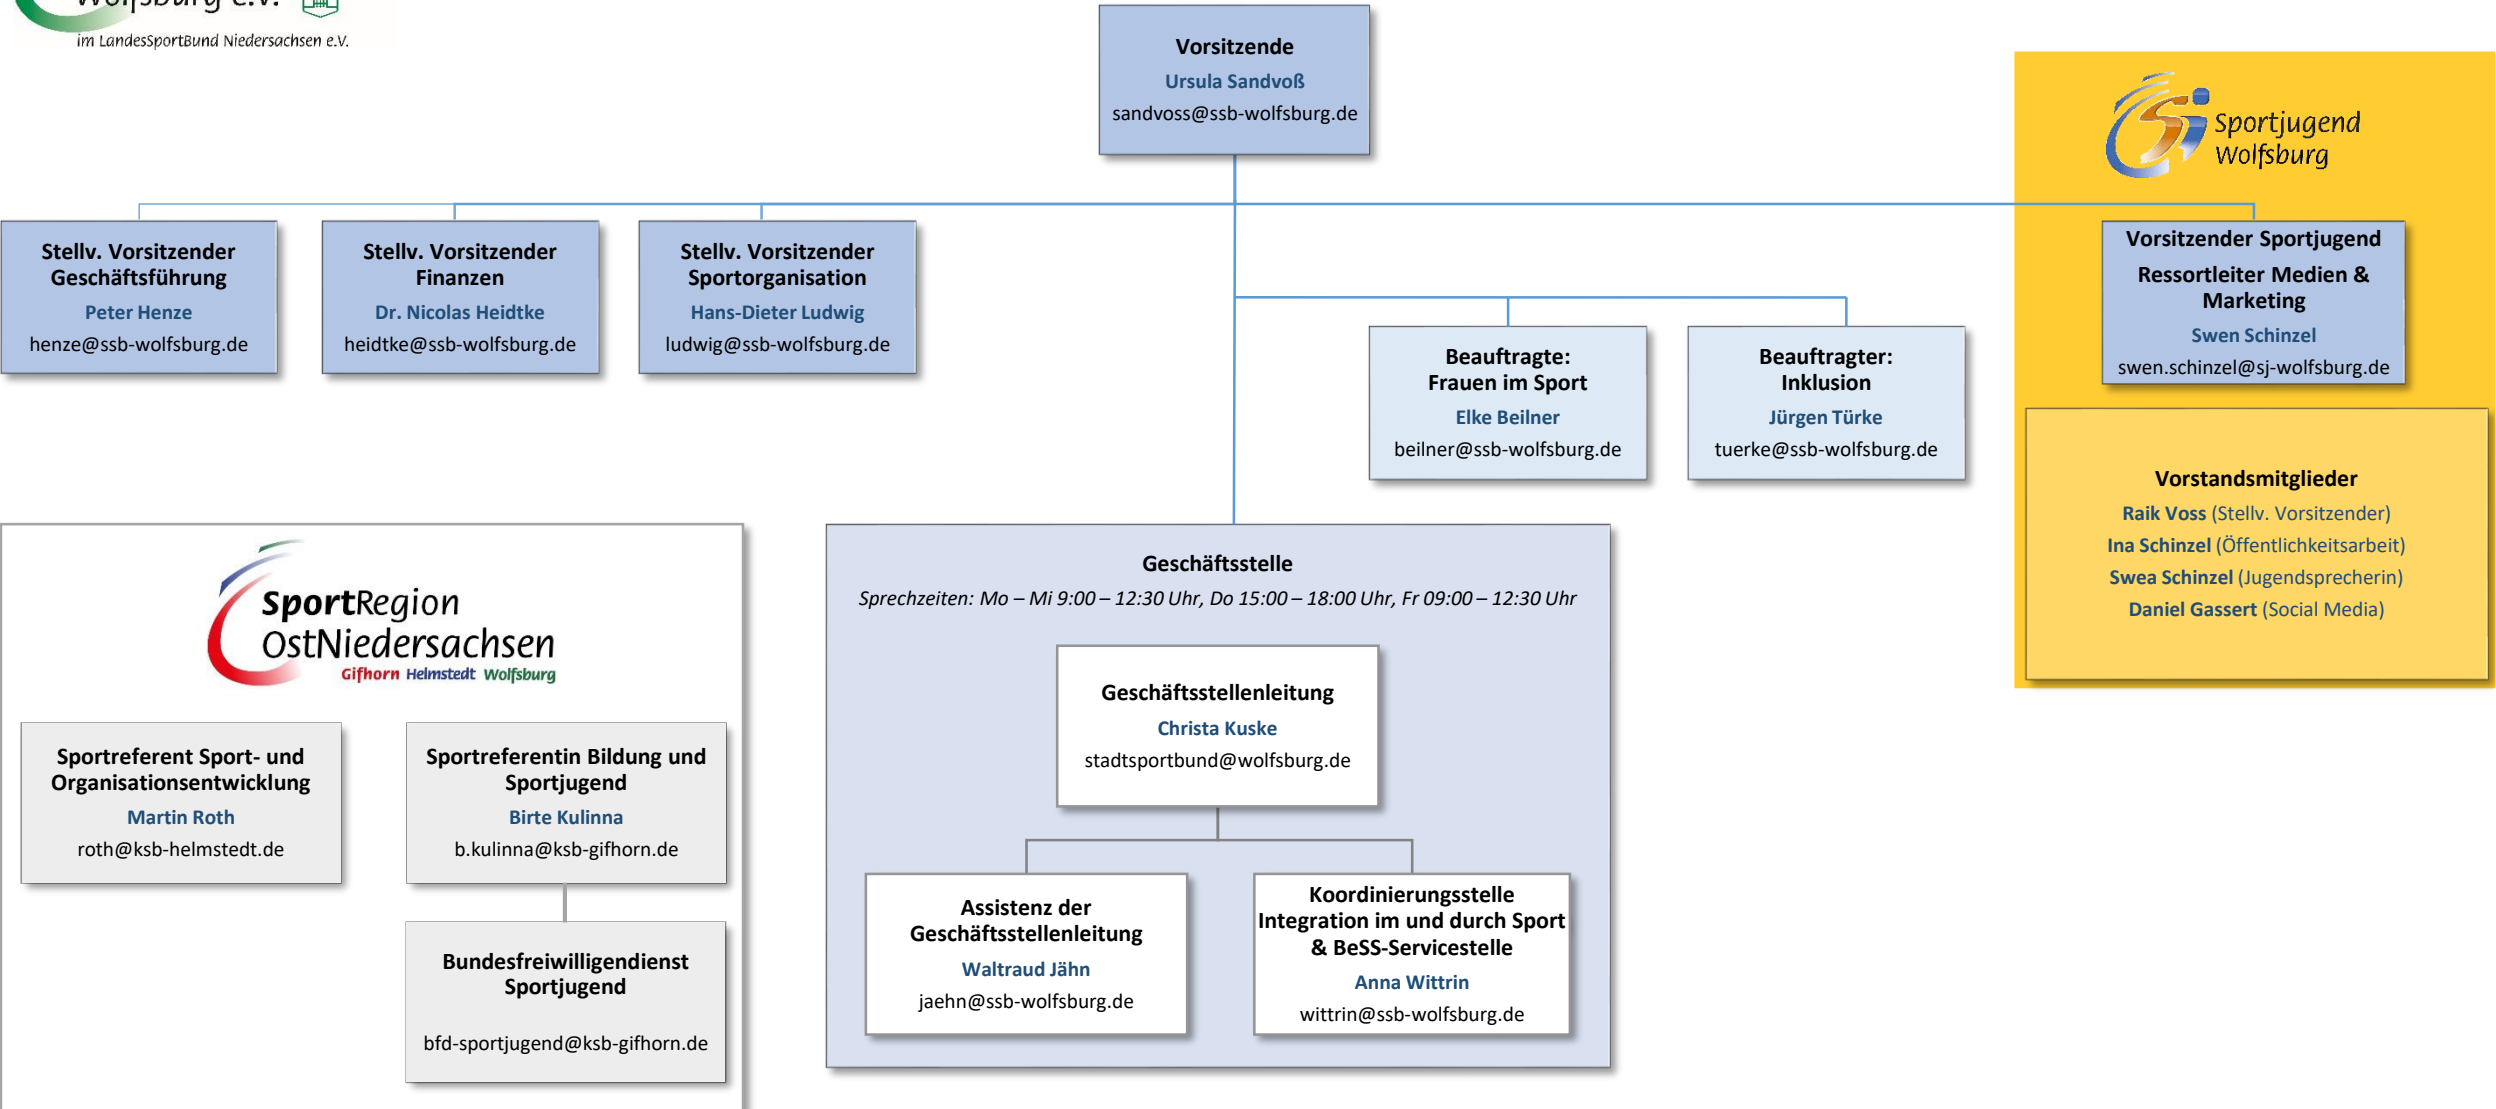 Wolfsburg e.V.
im LandesSportBund Niedersachsen e.V.
Vorsitzende
Ursula Sandvoß
sandvoss@ssb-wolfsburg.de
Sportjugend
Wolfsburg
Stellv. Vorsitzender
Geschäftsführung
Peter Henze
henze@ssb-wolfsburg.de
Stellv. Vorsitzender
Finanzen
Dr. Nicolas Heidtke
heidtke@ssb-wolfsburg.de
Stellv. Vorsitzender
Sportorganisation
Hans-Dieter Ludwig
ludwig@ssb-wolfsburg.de
Vorsitzender Sportjugend
Ressortleiter Medien &
Marketing
Swen Schinzel
swen.schinzel@sj-wolfsburg.de
Beauftragte:
Frauen im Sport
Elke Beilner
beilner@ssb-wolfsburg.de
Beauftragter:
Inklusion
Jürgen Türke
tuerke@ssb-wolfsburg.de
Vorstandsmitglieder
Raik Voss (Stellv. Vorsitzender)
Ina Schinzel (Öffentlichkeitsarbeit)
Swea Schinzel (Jugendsprecherin)
Daniel Gassert (Social Media)
SportRegion
OstNiedersachsen
Gifhorn Helmstedt Wolfsburg
Sportreferent Sport- und
Organisationsentwicklung
Martin Roth
roth@ksb-helmstedt.de
Sportreferentin Bildung und
Sportjugend
Birte Kulinna
b.kulinna@ksb-gifhorn.de
Bundesfreiwilligendienst
Sportjugend
bfd-sportjugend@ksb-gifhorn.de
Geschäftsstelle
Sprechzeiten: Mo – Mi 9:00 – 12:30 Uhr, Do 15:00 – 18:00 Uhr, Fr 09:00 – 12:30 Uhr
Geschäftsstellenleitung
Christa Kuske
stadtsportbund@wolfsburg.de
Assistenz der
Geschäftsstellenleitung
Waltraud Jähn
jaehn@ssb-wolfsburg.de
Koordinierungsstelle
Integration im und durch Sport
& BeSS-Servicestelle
Anna Wittrin
wittrin@ssb-wolfsburg.de